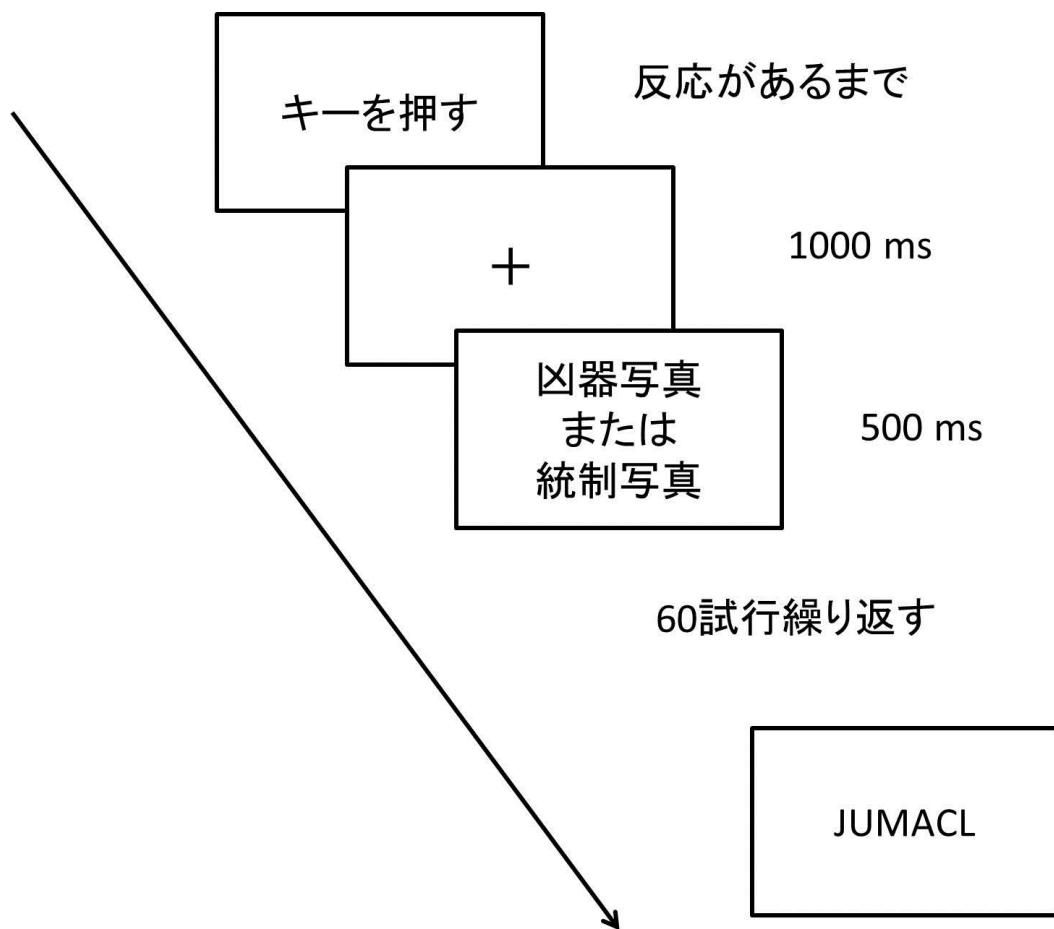 キーを押す
反応があるまで
+
1000 ms
凶器写真
または
統制写真
500 ms
60試行繰り返す
JUMACL